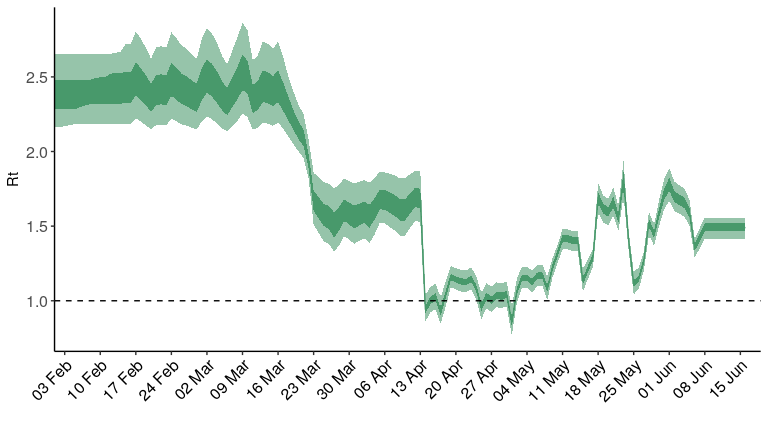 Rt
2.5
2.0
1.5
1.0
03 Feb
10 Feb
17 Feb
24 Feb
02 Mar
09 Mar
16 Mar
23 Mar
30 Mar
06 Apr
13 Apr
20 Apr
27 Apr
04 May
11 May
18 May
25 May
01 Jun
08 Jun
15 Jun